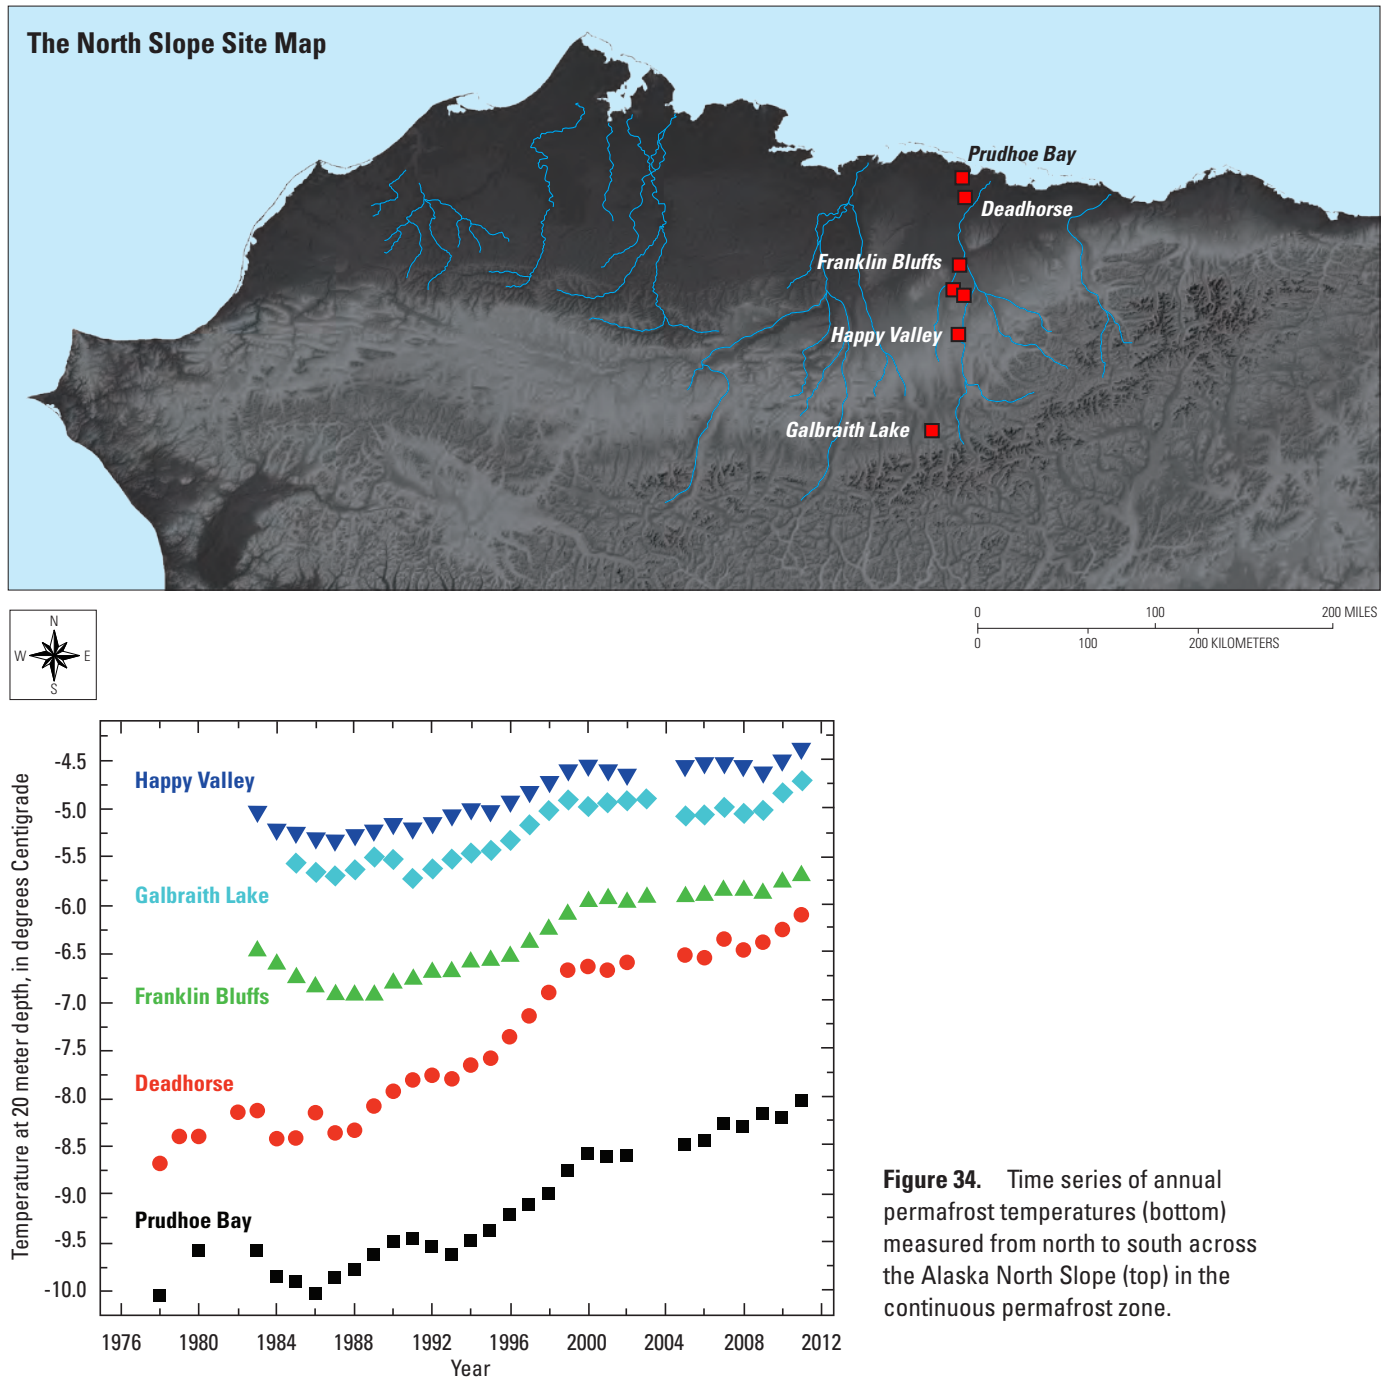 The North Slope Site Map
Prudhoe Bay
Deadhorse
Franklin Bluffs
Happy Valley
Galbraith Lake
0 100 200 MILES
0 100 200 KILOMETERS
N
W E
S
Temperature at 20 meter depth, in degrees Centigrade
-4.5
-5.0
-5.5
-6.0
-6.5
-7.0
-7.5
-8.0
-8.5
-9.0
-9.5
-10.0
Happy Valley
Galbraith Lake
Franklin Bluffs
Deadhorse
Prudhoe Bay
1976 1980 1984 1988 1992 1996 2000 2004 2008 2012
Year
Figure 34. Time series of annual
permafrost temperatures (bottom)
measured from north to south across
the Alaska North Slope (top) in the
continuous permafrost zone.